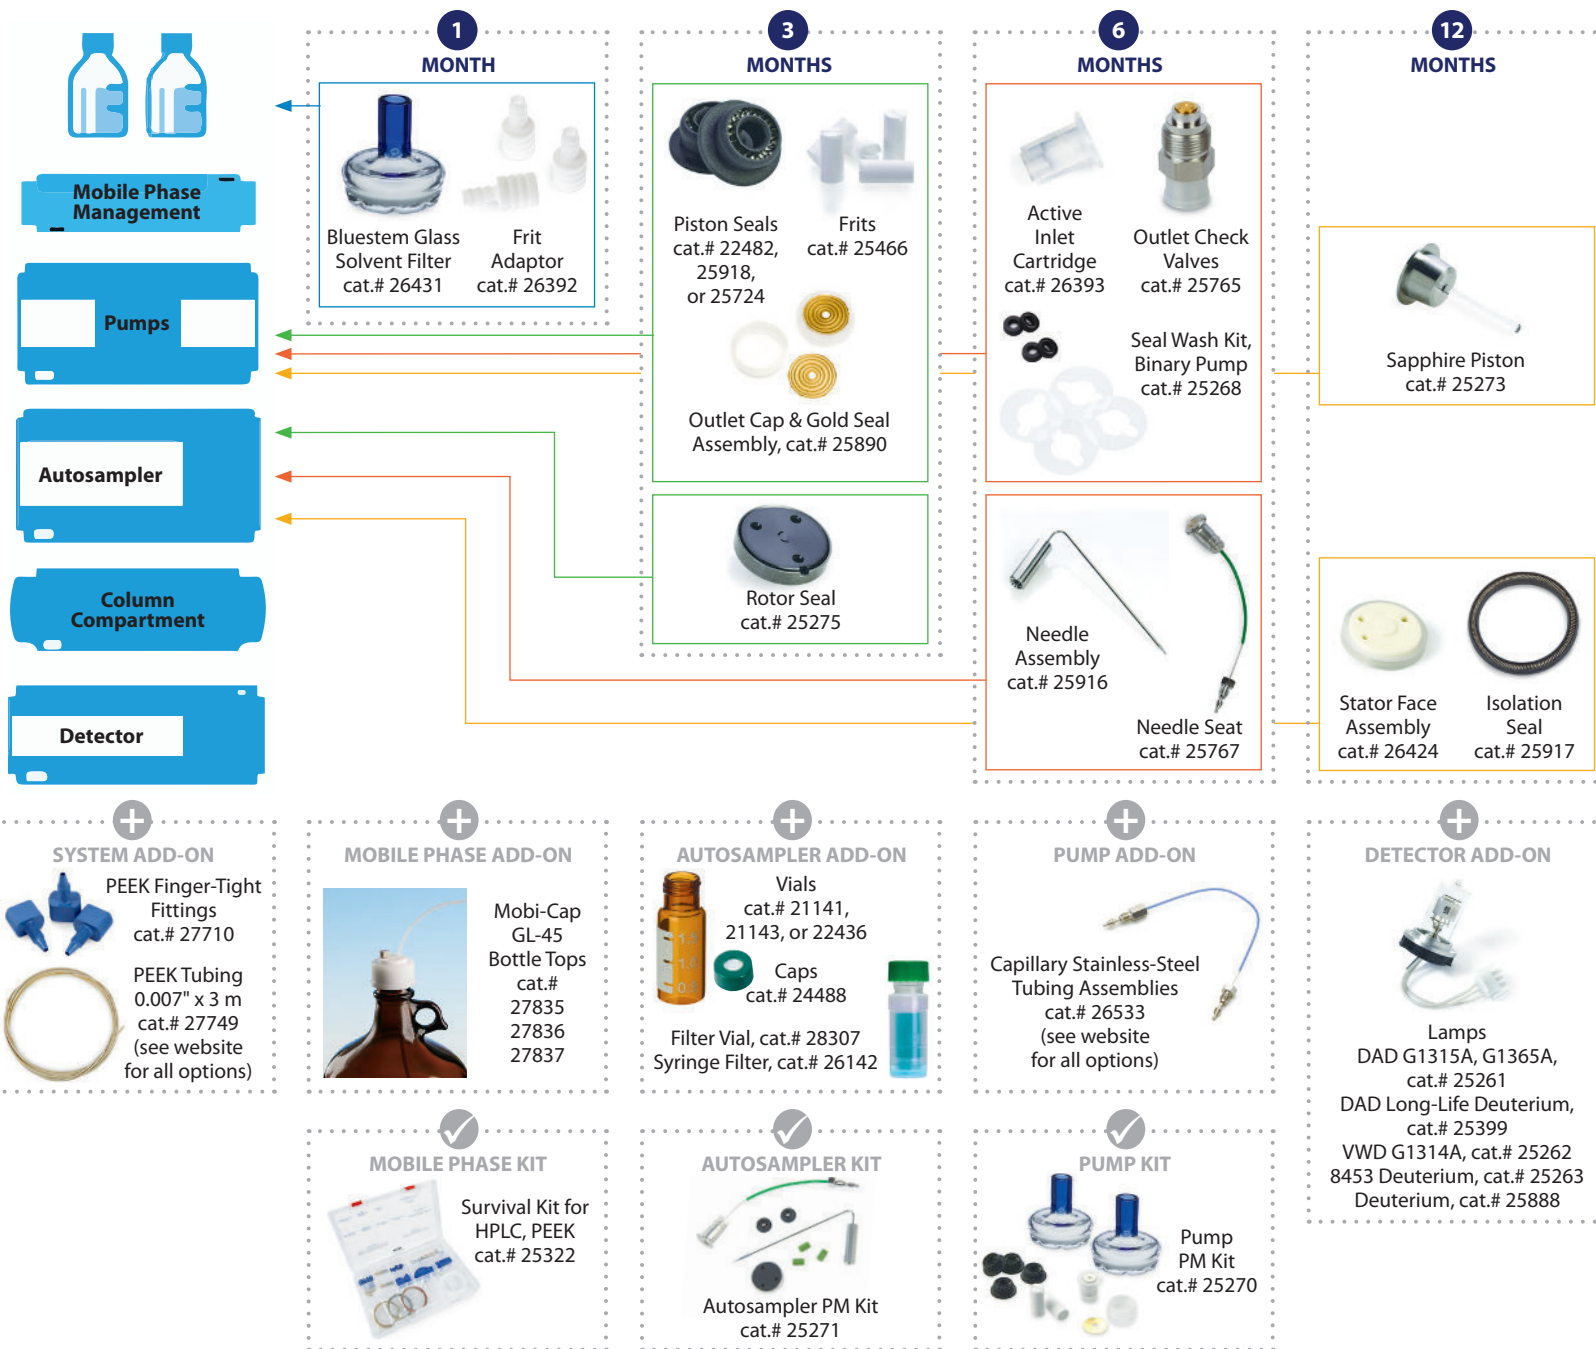 1
MONTH
3
MONTHS
6
MONTHS
12
MONTHS
Mobile Phase
Management
Pumps
Autosampler
Column
Compartment
Detector
Bluestem Glass
Solvent Filter
cat.# 26431
Frit
Adaptor
cat.# 26392
Piston Seals
cat.# 22482,
25918,
or 25724
Frits
cat.# 25466
Outlet Cap & Gold Seal
Assembly, cat.# 25890
Rotor Seal
cat.# 25275
Active
Inlet
Cartridge
cat.# 26393
Outlet Check
Valves
cat.# 25765
Seal Wash Kit,
Binary Pump
cat.# 25268
Needle
Assembly
cat.# 25916
Needle Seat
cat.# 25767
Sapphire Piston
cat.# 25273
Stator Face
Assembly
cat.# 26424
Isolation
Seal
cat.# 25917
SYSTEM ADD-ON
PEEK Finger-Tight
Fittings
cat.# 27710
PEEK Tubing
0.007" x 3 m
cat.# 27749
(see website
for all options)
MOBILE PHASE ADD-ON
Mobi-Cap
GL-45
Bottle Tops
cat.#
27835
27836
27837
AUTOSAMPLER ADD-ON
Vials
cat.# 21141,
21143, or 22436
Caps
cat.# 24488
Filter Vial, cat.# 28307
Syringe Filter, cat.# 26142
PUMP ADD-ON
Capillary Stainless-Steel
Tubing Assemblies
cat.# 26533
(see website
for all options)
DETECTOR ADD-ON
Lamps
DAD G1315A, G1365A,
cat.# 25261
DAD Long-Life Deuterium,
cat.# 25399
VWD G1314A, cat.# 25262
8453 Deuterium, cat.# 25263
Deuterium, cat.# 25888
MOBILE PHASE KIT
Survival Kit for
HPLC, PEEK
cat.# 25322
AUTOSAMPLER KIT
Autosampler PM Kit
cat.# 25271
PUMP KIT
Pump
PM Kit
cat.# 25270